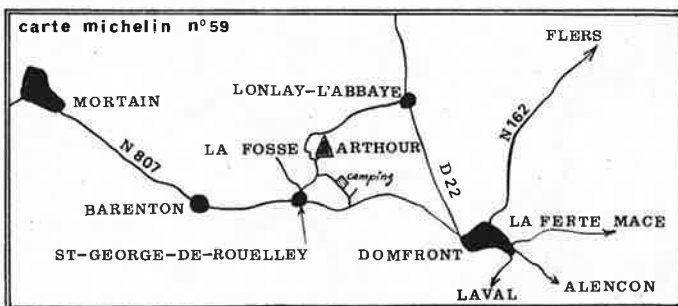 carte michelin n°59
FLERS
MORTAIN
LONLAY-L'ABBAYE
N 162
LA FOSSE
ARTHOUR
N 807
camping
D 22
BARENTON
LA FERTE MACE
ST-GEORGE-DE-ROUELLEY
DOMFRONT
LAVAL
ALENCON